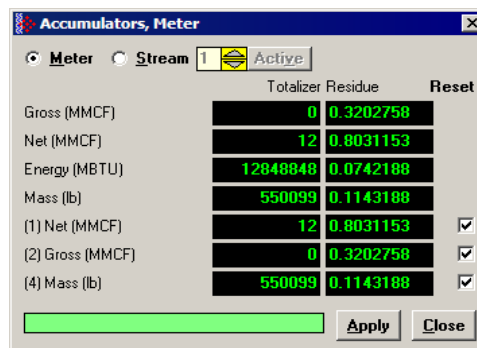 Accumulators, Meter
Meter Stream 1 Active
Totalizer Residue Reset
Gross (MMCF) 0 0.3202758
Net (MMCF) 12 0.8031153
Energy (MBTU) 12848848 0.0742188
Mass (lb) 550099 0.1143188
(1) Net (MMCF) 12 0.8031153
(2) Gross (MMCF) 0 0.3202758
(4) Mass (lb) 550099 0.1143188
Apply Close